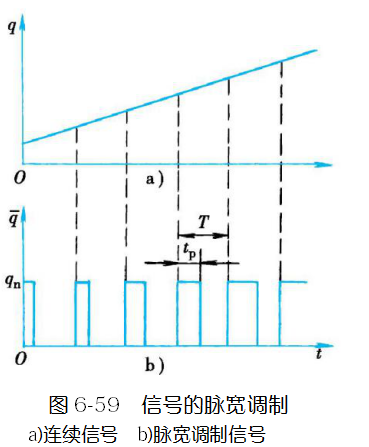 q
O
a)
q̄
T
tp
qn
O
b)
t
图 6-59 信号的脉宽调制
a)连续信号 b)脉宽调制信号